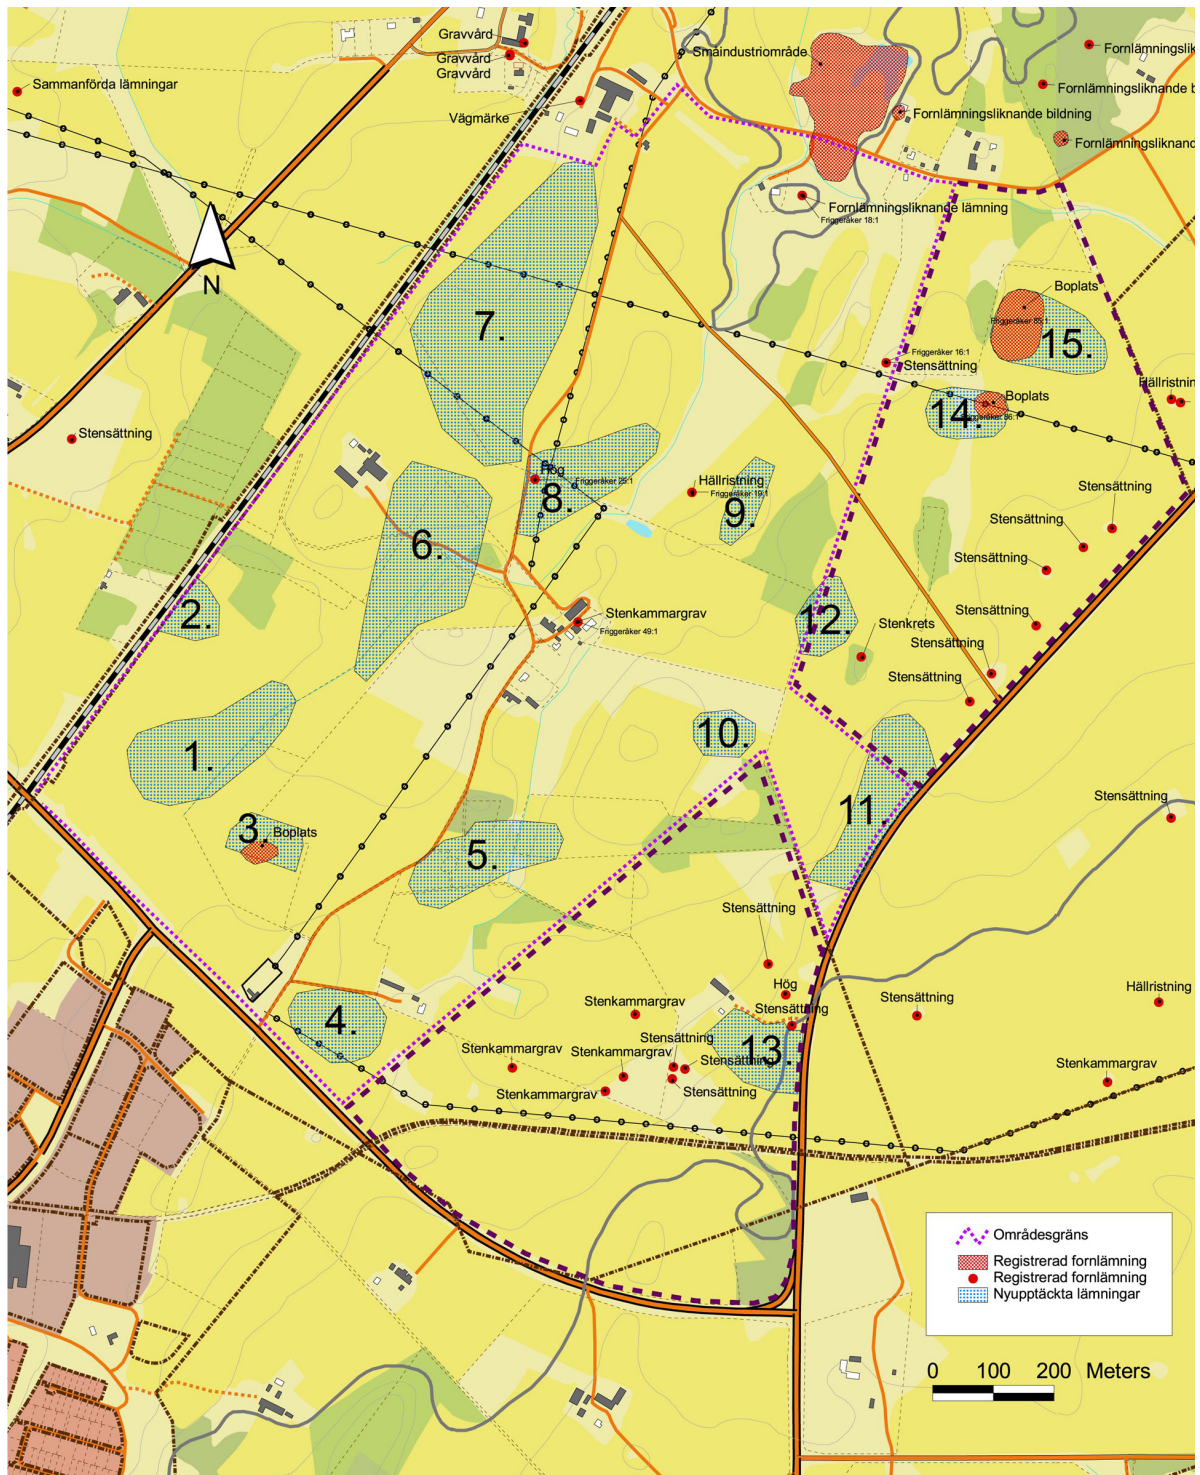 Gravvård
Gravvård
Gravvård
Vägmärke
Sammanförda lämningar
Småindustriområde
Fornlämningslik
Fornlämningsliknande b
Fornlämningsliknande bildning
Fornlämningsliknand
Fornlämningsliknande lämning
Friggeråker 18:1
N
7.
Boplats
15.
Friggeråker 16:1
Stensättning
Boplats
14.
Hällristnin
Stensättning
Hög
Friggeråker 25:1
8.
Hällristning
Friggeråker 19:1
9.
6.
Stensättning
Stensättning
Stensättning
2.
Stenkammargrav
Friggeråker 49:1
12.
Stensättning
Stenkrets
Stensättning
Stensättning
1.
10.
11.
Stensättning
3.
Boplats
5.
Stensättning
Hög
Stensättning
Stensättning
Hällristning
4.
Stenkammargrav
13.
Stensättning
Stenkammargrav
Stenkammargrav
Stensättning
Stenkammargrav
Stensättning
Stenkammargrav
Områdesgräns
Registrerad fornlämning
Registrerad fornlämning
Nyupptäckta lämningar
0 100 200 Meters